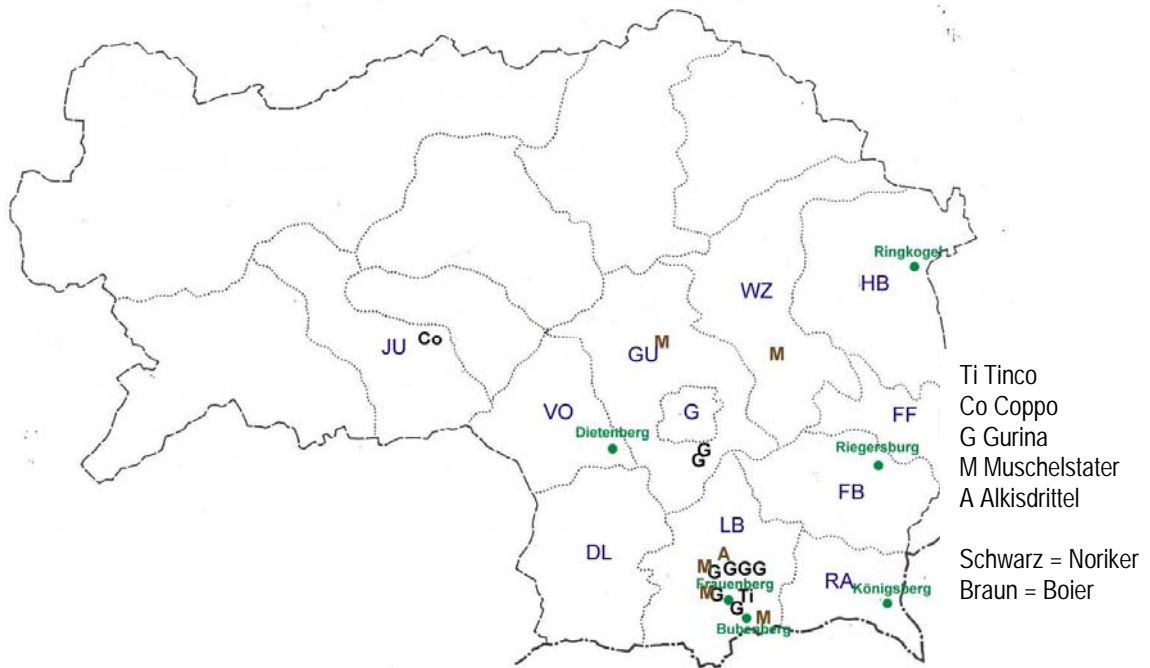 Ringkogel
WZ
HB
JU
Co
GU
M
M
Ti Tinco
Co Coppo
G Gurina
M Muschelstater
A Alkisdrittel
VO
G
FF
Dietenberg
Riegersburg
G
G
FB
LB
DL
A
M
G
GGG
Schwarz = Noriker
Braun = Boier
RA
Frauenberg
Königsberg
M
G
Ti
G
M
Bubenberg